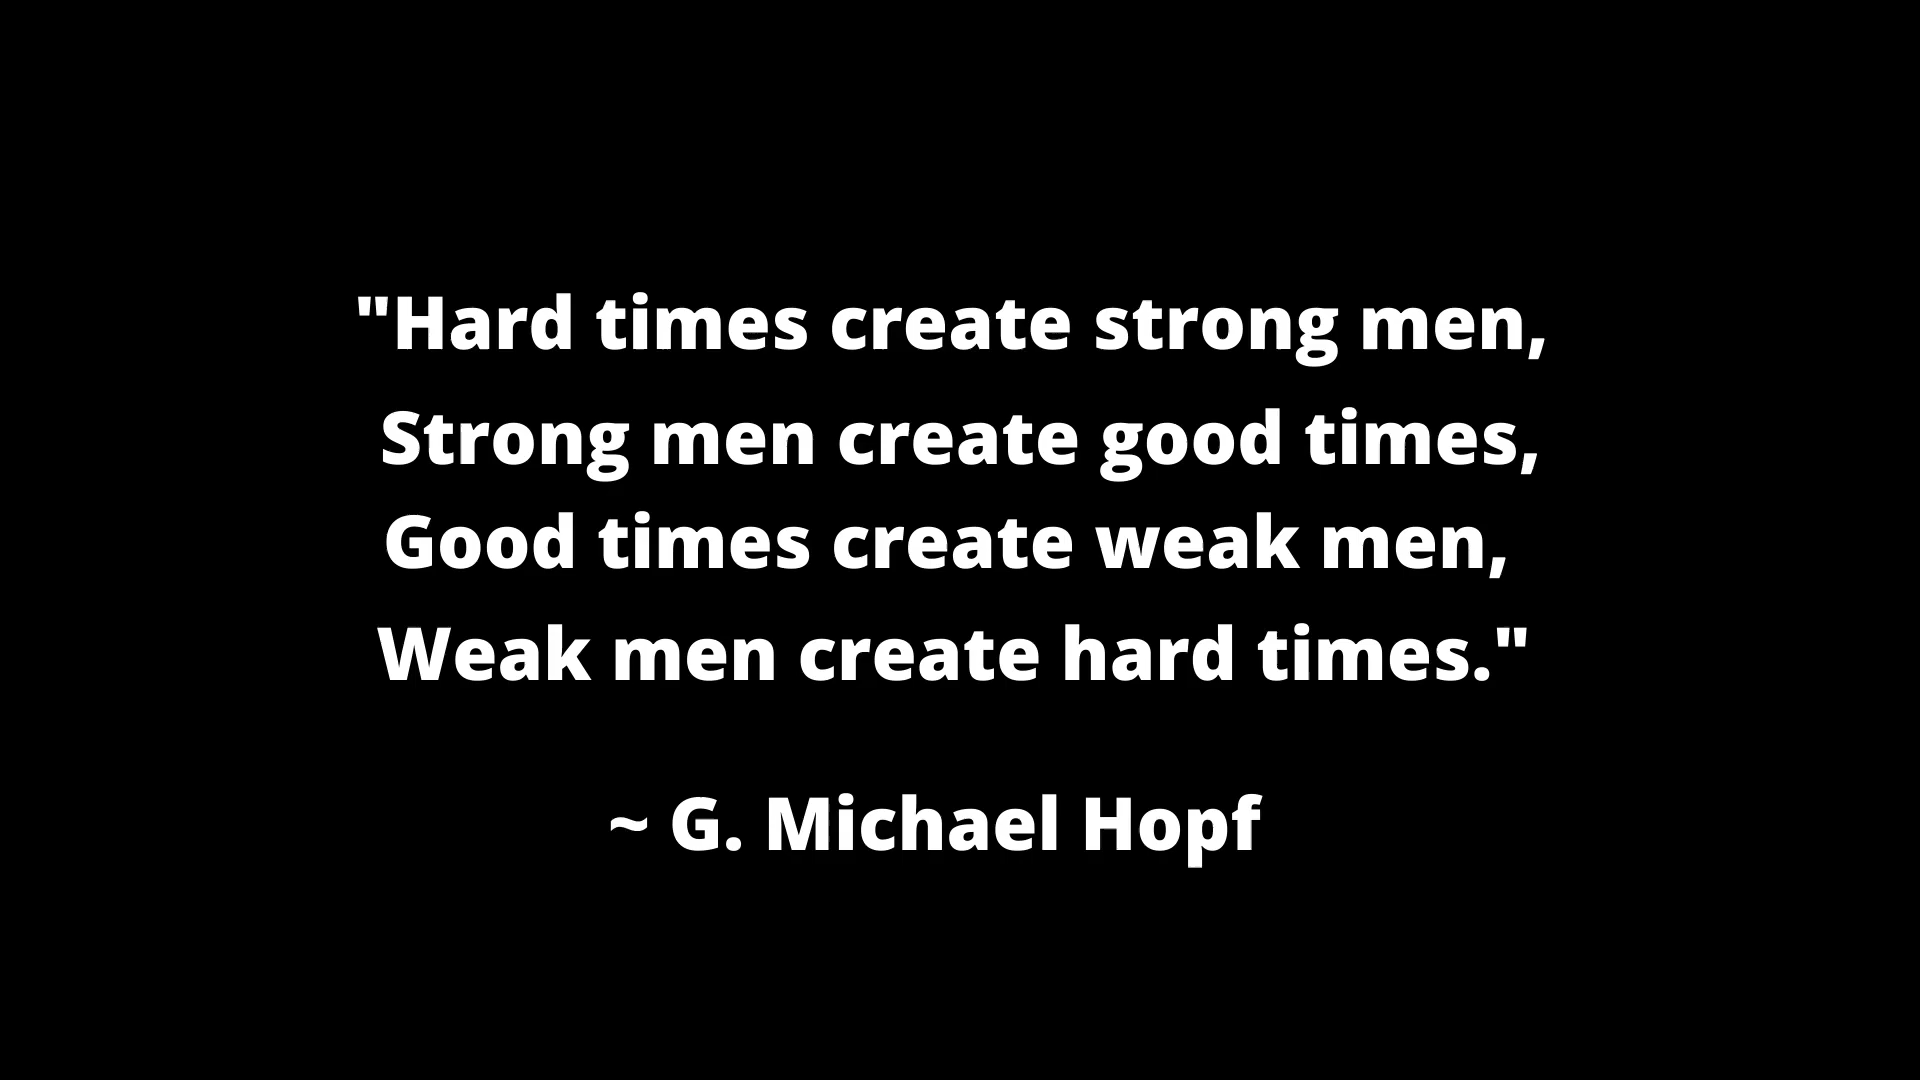 "Hard times create strong men,
Strong men create good times,
Good times create weak men,
Weak men create hard times."
~ G. Michael Hopf